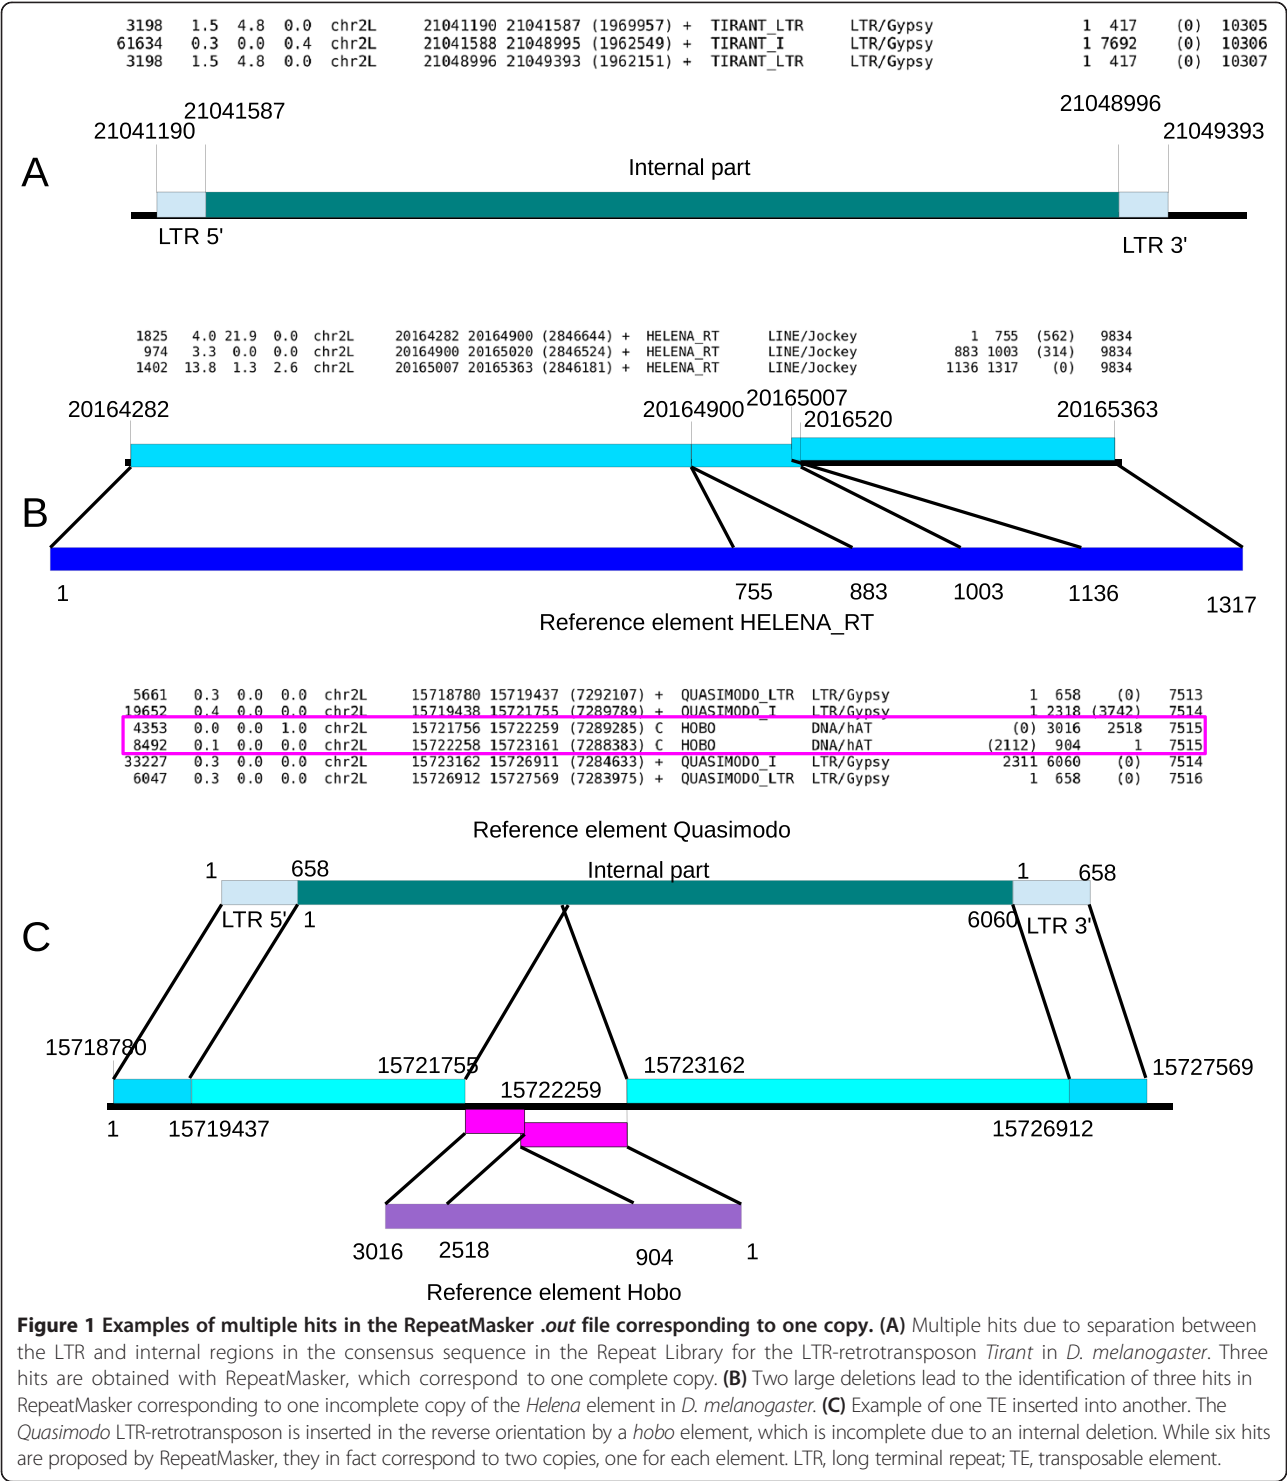 3198 1.5 4.8 0.0 chr2L 21041190 21041587 (1969957) + TIRANT_LTR LTR/Gypsy 1 417 (0) 10305
61634 0.3 0.0 0.4 chr2L 21041588 21048995 (1962549) + TIRANT_I LTR/Gypsy 1 7692 (0) 10306
3198 1.5 4.8 0.0 chr2L 21048996 21049393 (1962151) + TIRANT_LTR LTR/Gypsy 1 417 (0) 10307
21041587 21048996
21041190 21049393
A Internal part
LTR 5' LTR 3'
1825 4.0 21.9 0.0 chr2L 20164282 20164900 (2846644) + HELENA_RT LINE/Jockey 1 755 (562) 9834
974 3.3 0.0 0.0 chr2L 20164900 20165020 (2846524) + HELENA_RT LINE/Jockey 883 1003 (314) 9834
1402 13.8 1.3 2.6 chr2L 20165007 20165363 (2846181) + HELENA_RT LINE/Jockey 1136 1317 (0) 9834
20165007
20164282 20164900 20165363
2016520
B
1 755 883 1003 1136 1317
Reference element HELENA_RT
5661 0.3 0.0 0.0 chr2L 15718780 15719437 (7292107) + QUASIMODO_LTR LTR/Gypsy 1 658 (0) 7513
19652 0.4 0.0 0.0 chr2L 15719438 15721755 (7289789) + QUASIMODO_I LTR/Gypsy 1 2318 (3742) 7514
4353 0.0 0.0 1.0 chr2L 15721756 15722259 (7289285) C HOBO DNA/hAT (0) 3016 2518 7515
8492 0.1 0.0 0.0 chr2L 15722258 15723161 (7288383) C HOBO DNA/hAT (2112) 904 1 7515
33227 0.3 0.0 0.0 chr2L 15723162 15726911 (7284633) + QUASIMODO_I LTR/Gypsy 2311 6060 (0) 7514
6047 0.3 0.0 0.0 chr2L 15726912 15727569 (7283975) + QUASIMODO_LTR LTR/Gypsy 1 658 (0) 7516
Reference element Quasimodo
1 658 Internal part 1 658
LTR 5' 1 6060 LTR 3'
C
15718780 15721755 15723162 15727569
15722259
1 15719437 15726912
3016 2518 904 1
Reference element Hobo
Figure 1 Examples of multiple hits in the RepeatMasker .out file corresponding to one copy. (A) Multiple hits due to separation between
the LTR and internal regions in the consensus sequence in the Repeat Library for the LTR-retrotransposon Tirant in D. melanogaster. Three
hits are obtained with RepeatMasker, which correspond to one complete copy. (B) Two large deletions lead to the identification of three hits in
RepeatMasker corresponding to one incomplete copy of the Helena element in D. melanogaster. (C) Example of one TE inserted into another. The
Quasimodo LTR-retrotransposon is inserted in the reverse orientation by a hobo element, which is incomplete due to an internal deletion. While six hits
are proposed by RepeatMasker, they in fact correspond to two copies, one for each element. LTR, long terminal repeat; TE, transposable element.